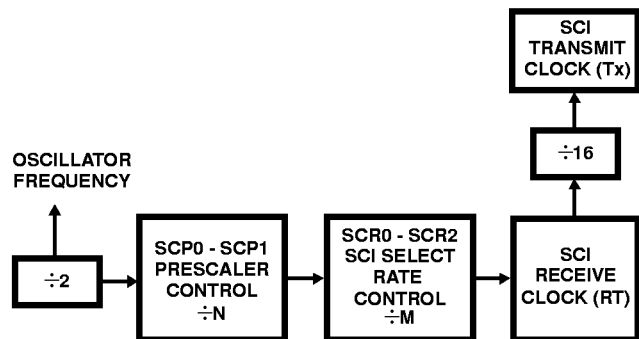 SCI
TRANSMIT
CLOCK (Tx)
÷16
OSCILLATOR
FREQUENCY
÷2
SCP0 - SCP1
PRESCALER
CONTROL
÷N
SCR0 - SCR2
SCI SELECT
RATE
CONTROL
÷M
SCI
RECEIVE
CLOCK (RT)